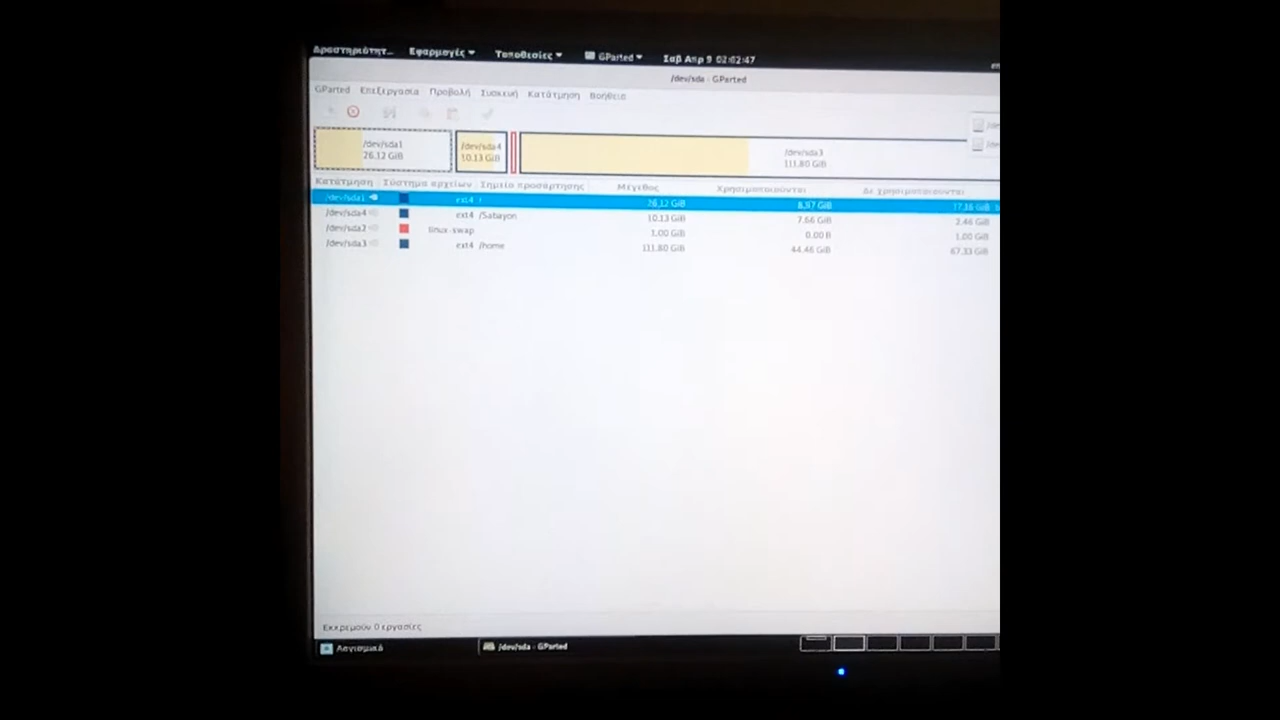 Δραστηριότητ... Εφαρμογές Τοποθεσίες GParted Σαβ Απρ 9 02:02:47 en
/dev/sda - GParted
GParted Επεξεργασία Προβολή Συσκευή Κατάτμηση Βοήθεια
/dev/sda1 /dev/sda4 /dev/sda3
26.12 GiB 10.13 GiB 111.80 GiB
Κατάτμηση Σύστημα αρχείων Σημείο προσάρτησης Μέγεθος Χρησιμοποιούνται Δε χρησιμοποιούνται
/dev/sda1 ext4 / 26.12 GiB
/dev/sda4 ext4 /Sabayon 10.13 GiB 7.66 GiB 2.46 GiB
/dev/sda2 linux-swap 1.00 GiB 0.00 B 1.00 GiB
/dev/sda3 ext4 /home 111.80 GiB 44.46 GiB 67.33 GiB
Εκκρεμούν 0 εργασίες
Λογισμικό /dev/sda - GParted